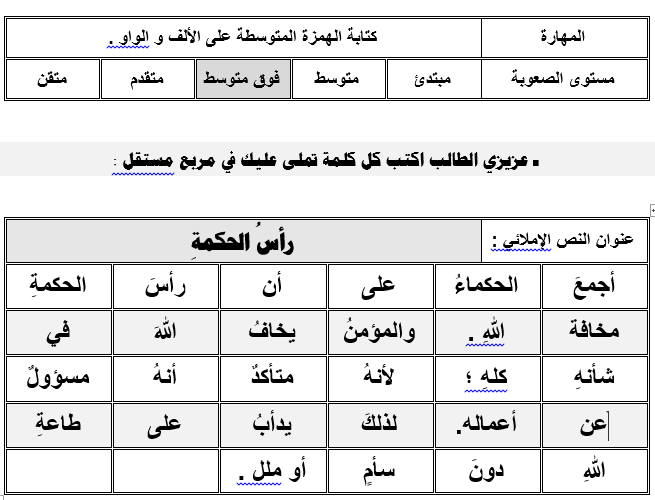 المهارة كتابة الهمزة المتوسطة على الألف و الواو .
مستوى الصعوبة مبتدئ متوسط فوق متوسط متقدم متقن
▪ عزيزي الطالب اكتب كل كلمة تملى عليك في مربع مستقل :
عنوان النص الإملائي : رأسُ الحكمةِ
أجمعَ الحكماءُ على أن رأسَ الحكمةِ
مخافة اللهِ . والمؤمنُ يخافُ اللهَ في
شأنهِ كلهِ ؛ لأنهُ متأكدٌ أنهُ مسؤولٌ
عن أعماله. لذلكَ يدأبُ على طاعةِ
اللهِ دونَ سأمٍ أو ملل .